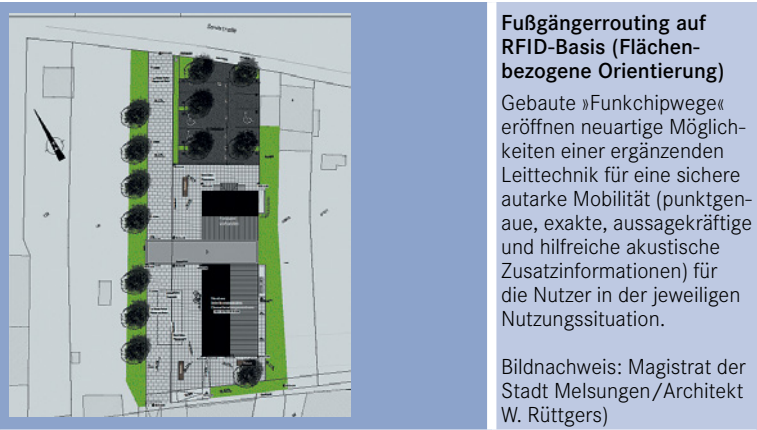 Fußgängerrouting auf
RFID-Basis (Flächen-
bezogene Orientierung)
Gebaute »Funkchipwege«
eröffnen neuartige Möglich-
keiten einer ergänzenden
Leittechnik für eine sichere
autarke Mobilität (punktgen-
aue, exakte, aussagekräftige
und hilfreiche akustische
Zusatzinformationen) für
die Nutzer in der jeweiligen
Nutzungssituation.
Bildnachweis: Magistrat der
Stadt Melsungen/Architekt
W. Rüttgers)